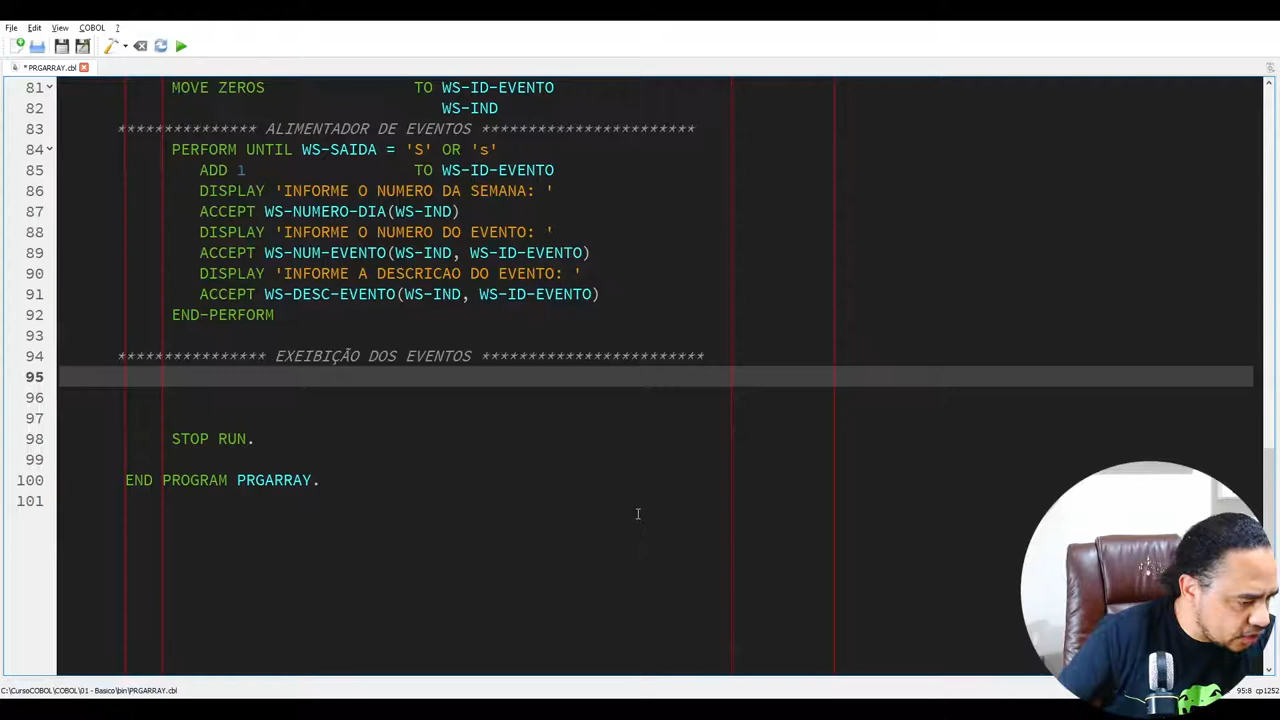 File Edit View COBOL ?
* PRGARRAY.cbl
81 MOVE ZEROS TO WS-ID-EVENTO
82 WS-IND
83 *************** ALIMENTADOR DE EVENTOS ***********************
84 PERFORM UNTIL WS-SAIDA = 'S' OR 's'
85 ADD 1 TO WS-ID-EVENTO
86 DISPLAY 'INFORME O NUMERO DA SEMANA: '
87 ACCEPT WS-NUMERO-DIA(WS-IND)
88 DISPLAY 'INFORME O NUMERO DO EVENTO: '
89 ACCEPT WS-NUM-EVENTO(WS-IND, WS-ID-EVENTO)
90 DISPLAY 'INFORME A DESCRICAO DO EVENTO: '
91 ACCEPT WS-DESC-EVENTO(WS-IND, WS-ID-EVENTO)
92 END-PERFORM
93
94 **************** EXEIBIÇÃO DOS EVENTOS ************************
95
96
97
98 STOP RUN.
99
100 END PROGRAM PRGARRAY.
101
C:\CursoCOBOL\COBOL\01 - Basico\bin\PRGARRAY.cbl 95:8 cp1252